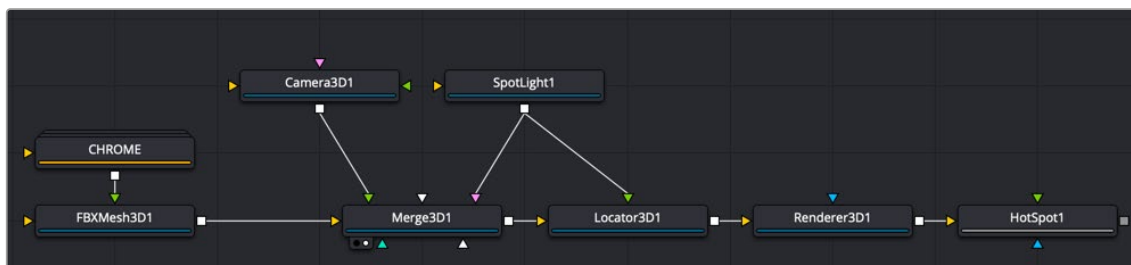 Camera3D1
SpotLight1
CHROME
FBXMesh3D1
Merge3D1
Locator3D1
Renderer3D1
HotSpot1